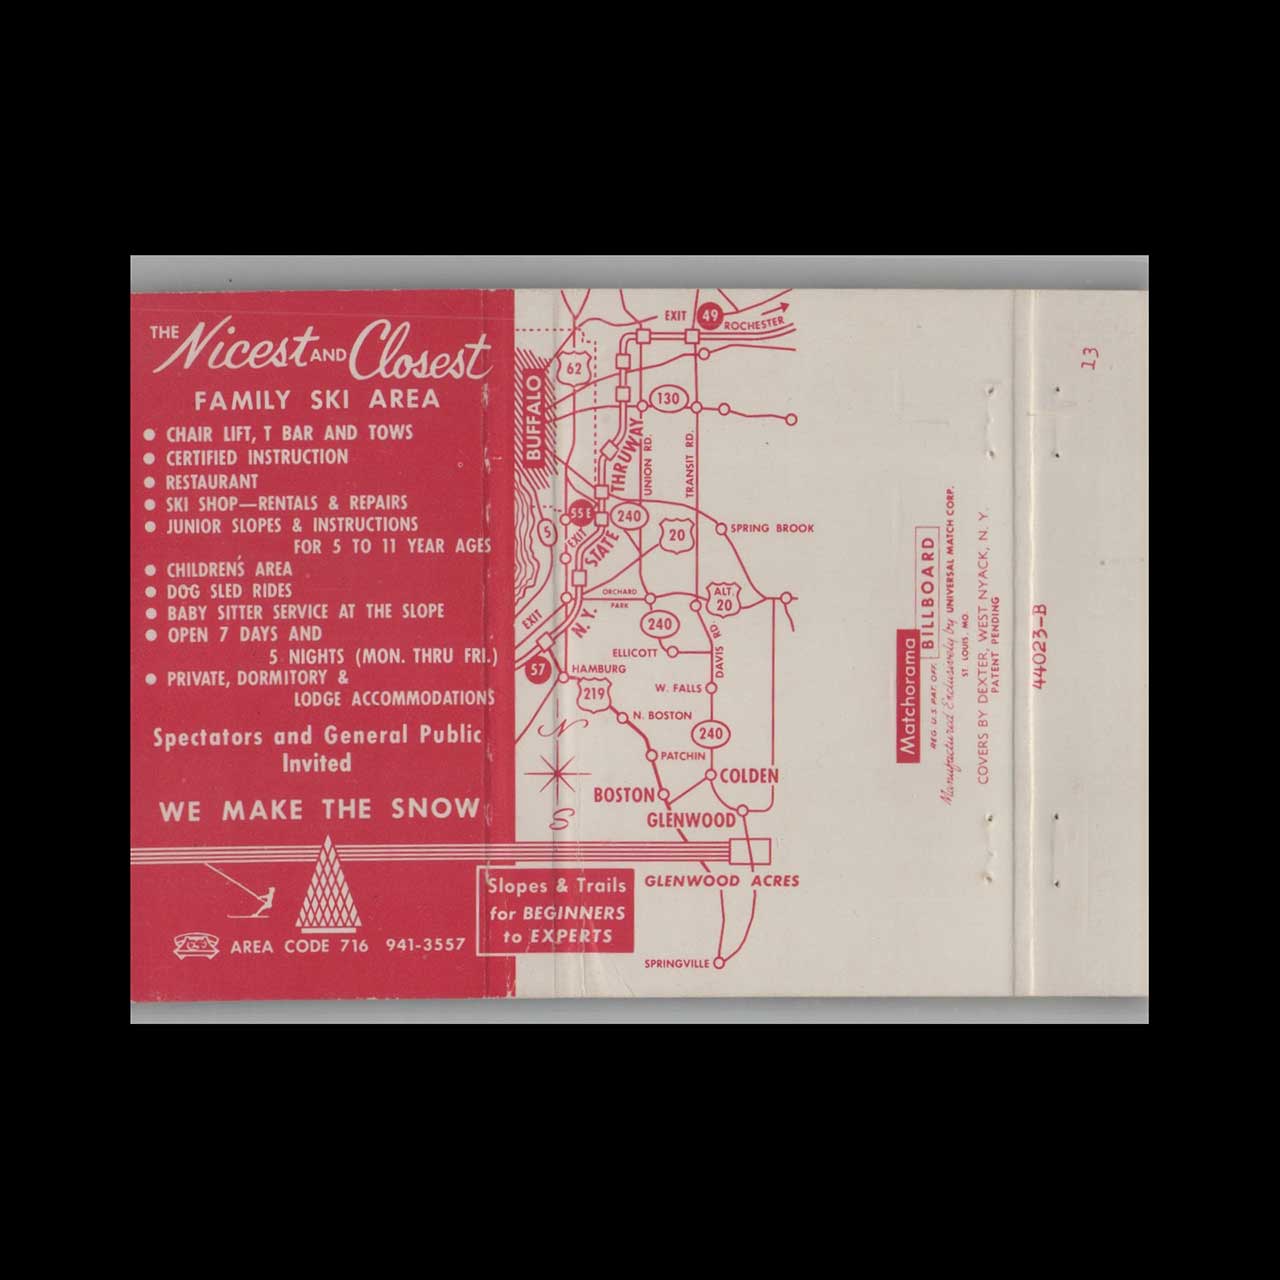 THE Nicest AND Closest
FAMILY SKI AREA
● CHAIR LIFT, T BAR AND TOWS
● CERTIFIED INSTRUCTION
● RESTAURANT
● SKI SHOP—RENTALS & REPAIRS
● JUNIOR SLOPES & INSTRUCTIONS
FOR 5 TO 11 YEAR AGES
● CHILDREN'S AREA
● DOG SLED RIDES
● BABY SITTER SERVICE AT THE SLOPE
● OPEN 7 DAYS AND
5 NIGHTS (MON. THRU FRI.)
● PRIVATE, DORMITORY &
LODGE ACCOMMODATIONS
Spectators and General Public
Invited
WE MAKE THE SNOW
AREA CODE 716 941-3557
Slopes & Trails
for BEGINNERS
to EXPERTS
EXIT 49
ROCHESTER
62
BUFFALO
130
THRUWAY
UNION RD.
TRANSIT RD.
55E
EXIT
5
240
STATE
20
SPRING BROOK
ORCHARD
PARK
ALT.
20
EXIT
N.Y.
240
DAVIS RD.
ELLICOTT
57
HAMBURG
219
W. FALLS
N. BOSTON
N
240
PATCHIN
COLDEN
BOSTON
GLENWOOD
S
GLENWOOD ACRES
SPRINGVILLE
Matchorama
BILLBOARD
REG. U.S. PAT. OFF.
Manufactured Exclusively by UNIVERSAL MATCH CORP.
ST. LOUIS, MO.
COVERS BY DEXTER, WEST NYACK, N. Y.
PATENT PENDING
44023-B
13